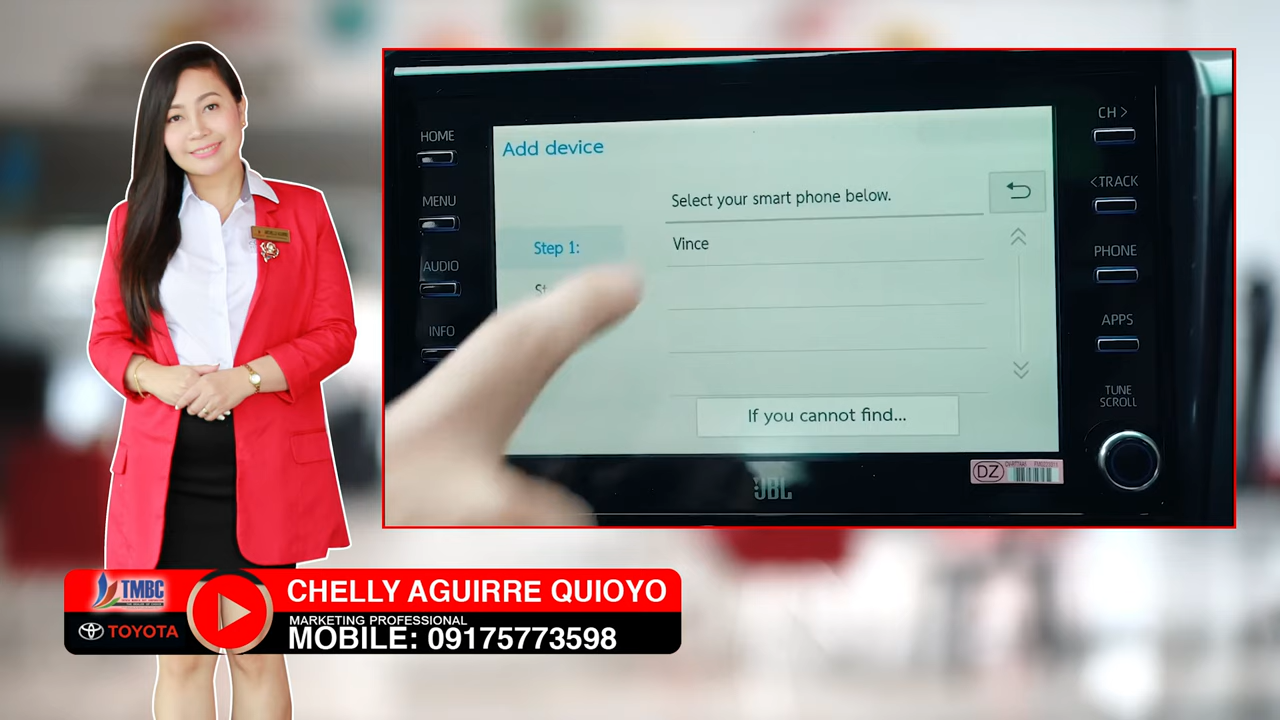 HOME
MENU
AUDIO
INFO
Add device
Select your smart phone below.
Step 1:
Vince
If you cannot find...
CH >
< TRACK
PHONE
APPS
TUNE
SCROLL
JBL
DZ
TMBC
TOYOTA
CHELLY AGUIRRE QUIOYO
MARKETING PROFESSIONAL
MOBILE: 09175773598